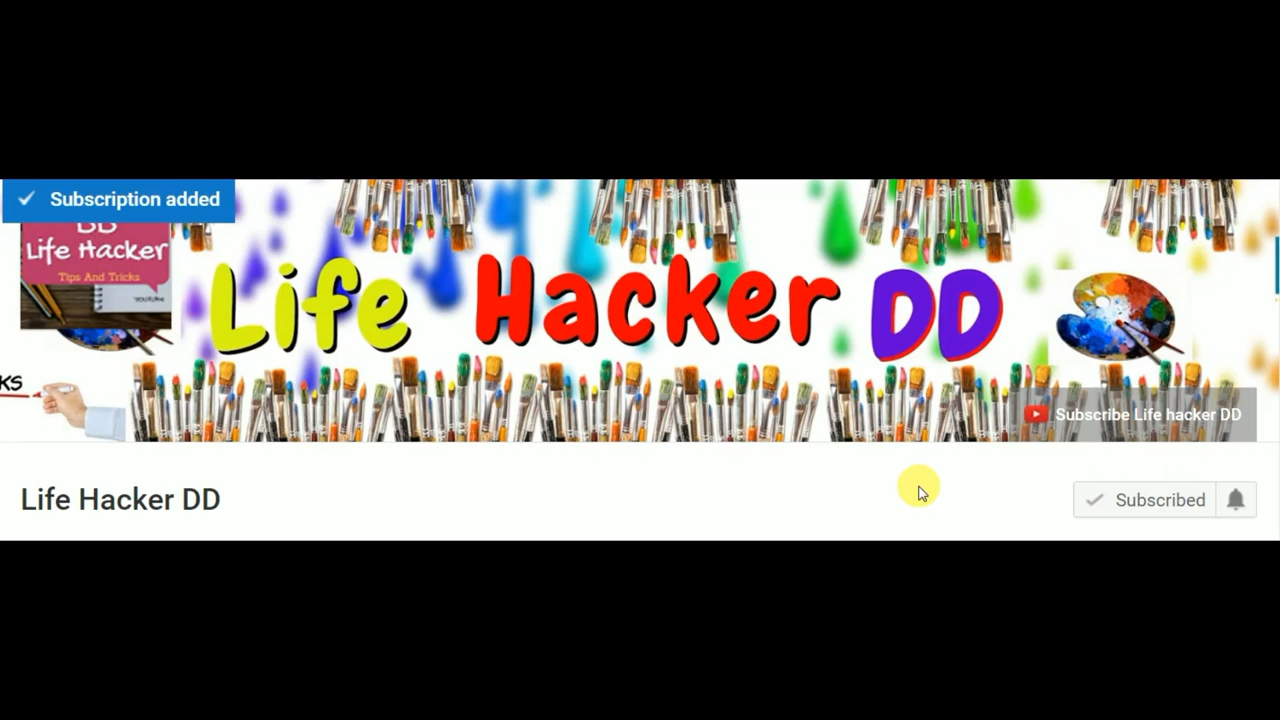 Subscription added
DD
Life Hacker
Tips And Tricks
YOUTUBE
Life Hacker DD
KS
Subscribe Life hacker DD
Life Hacker DD
Subscribed